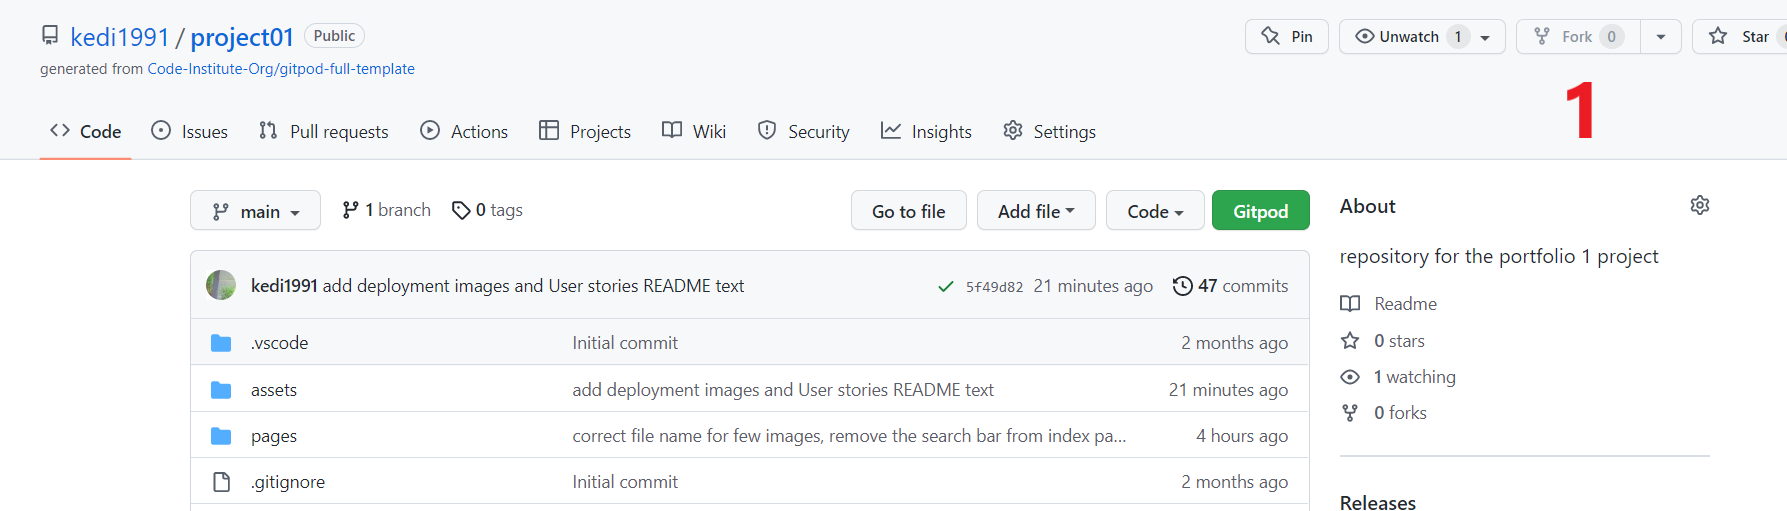 kedi1991 / project01 Public
Pin
Unwatch 1
Fork 0
Star
generated from Code-Institute-Org/gitpod-full-template
1
Code
Issues
Pull requests
Actions
Projects
Wiki
Security
Insights
Settings
main
1 branch
0 tags
Go to file
Add file
Code
Gitpod
kedi1991 add deployment images and User stories README text
5f49d82 21 minutes ago
47 commits
.vscode
Initial commit
2 months ago
assets
add deployment images and User stories README text
21 minutes ago
pages
correct file name for few images, remove the search bar from index pa...
4 hours ago
.gitignore
Initial commit
2 months ago
About
repository for the portfolio 1 project
Readme
0 stars
1 watching
0 forks
Releases